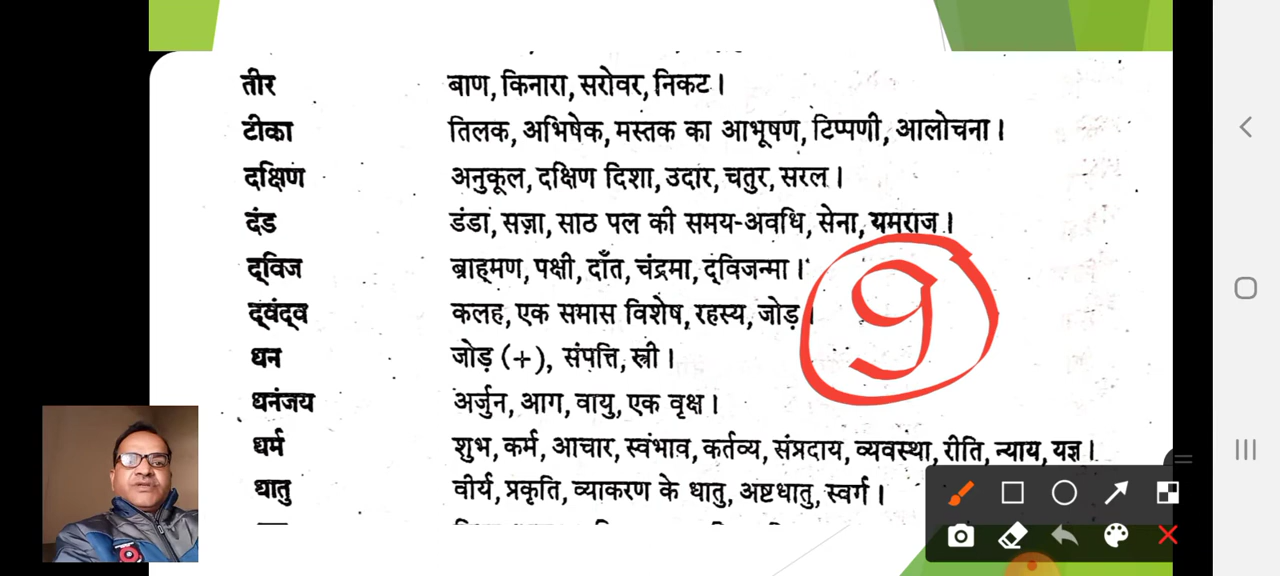 तीर बाण, किनारा, सरोवर, निकट।
टीका तिलक, अभिषेक, मस्तक का आभूषण, टिप्पणी, आलोचना।
दक्षिण अनुकूल, दक्षिण दिशा, उदार, चतुर, सरल।
दंड डंडा, सज़ा, साठ पल की समय-अवधि, सेना, यमराज।
द्विज ब्राह्मण, पक्षी, दाँत, चंद्रमा, द्विजन्मा।
द्वंद्व कलह, एक समास विशेष, रहस्य, जोड़।
9
धन जोड़ (+), संपत्ति, स्त्री।
धनंजय अर्जुन, आग, वायु, एक वृक्ष।
धर्म शुभ, कर्म, आचार, स्वंभाव, कर्तव्य, संप्रदाय, व्यवस्था, रीति, न्याय, यज्ञ।
धातु वीर्य, प्रकृति, व्याकरण के धातु, अष्टधातु, स्वर्ग।